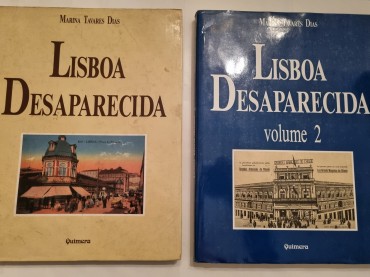 MARINA TAVARES DIAS
LISBOA
DESAPARECIDA
Quimera
MARINA TAVARES DIAS
LISBOA
DESAPARECIDA
volume 2
Quimera